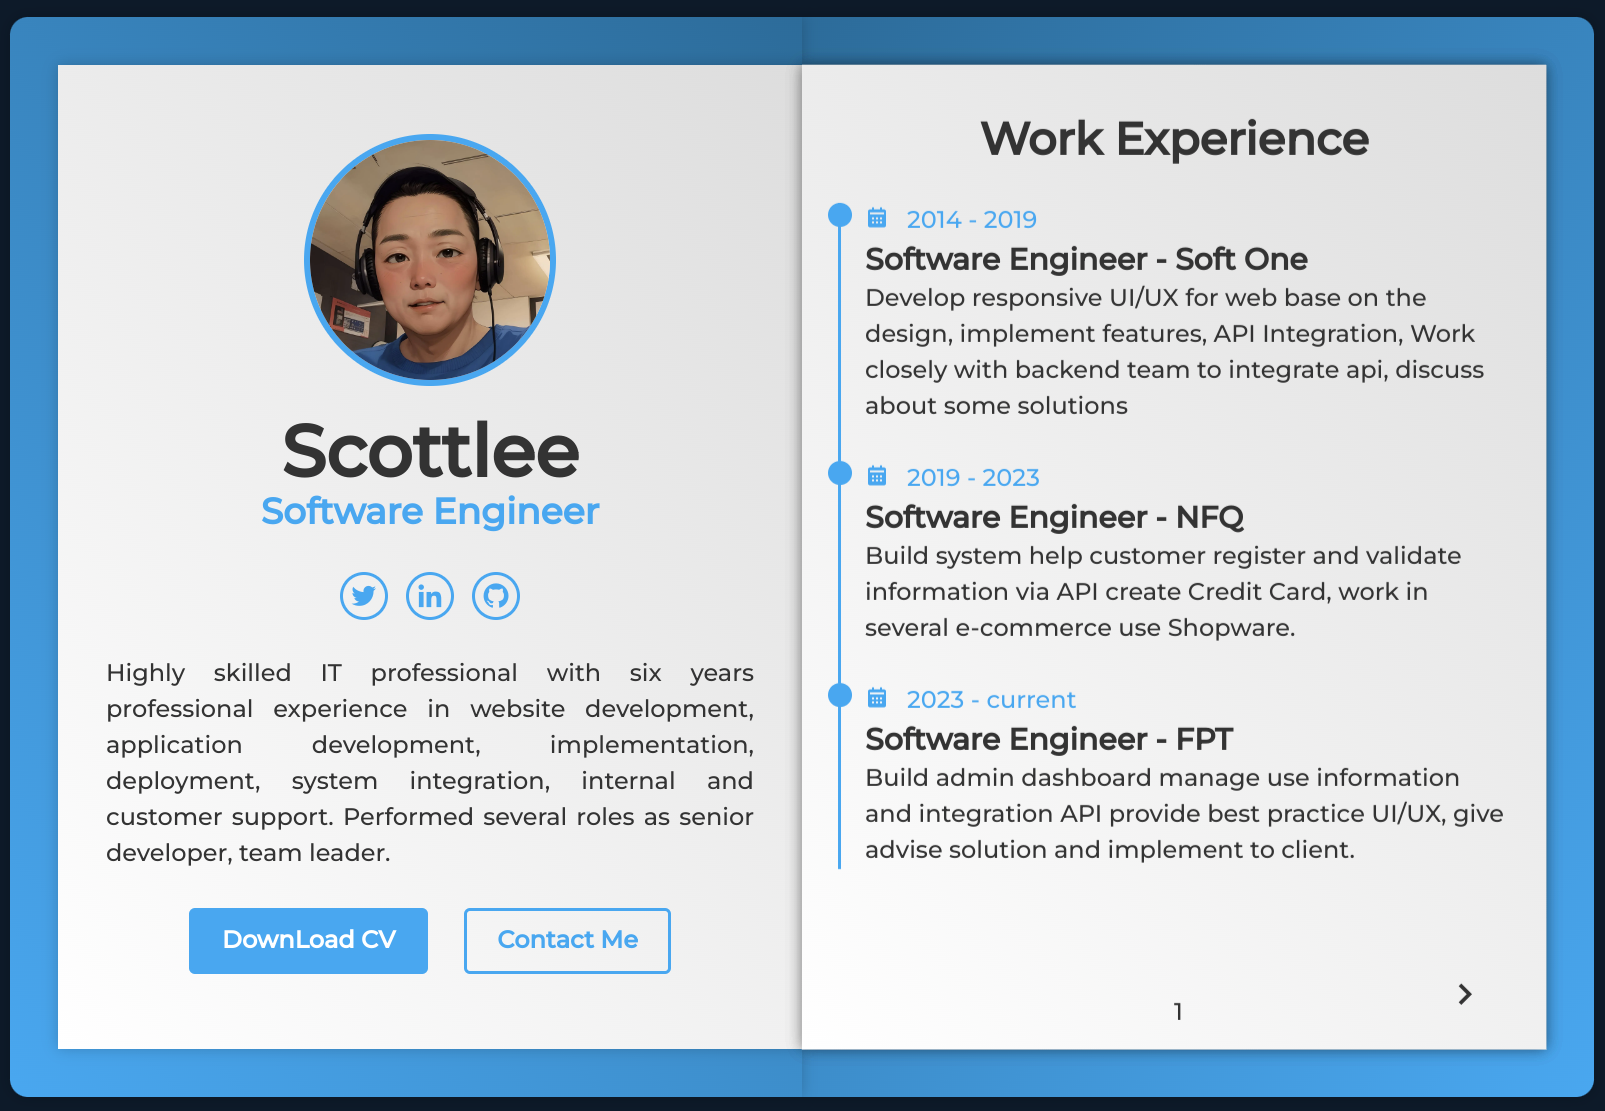 Scottlee
Software Engineer
in
Highly skilled IT professional with six years
professional experience in website development,
application development, implementation,
deployment, system integration, internal and
customer support. Performed several roles as senior
developer, team leader.
DownLoad CV
Contact Me
Work Experience
2014 - 2019
Software Engineer - Soft One
Develop responsive UI/UX for web base on the
design, implement features, API Integration, Work
closely with backend team to integrate api, discuss
about some solutions
2019 - 2023
Software Engineer - NFQ
Build system help customer register and validate
information via API create Credit Card, work in
several e-commerce use Shopware.
2023 - current
Software Engineer - FPT
Build admin dashboard manage use information
and integration API provide best practice UI/UX, give
advise solution and implement to client.
1